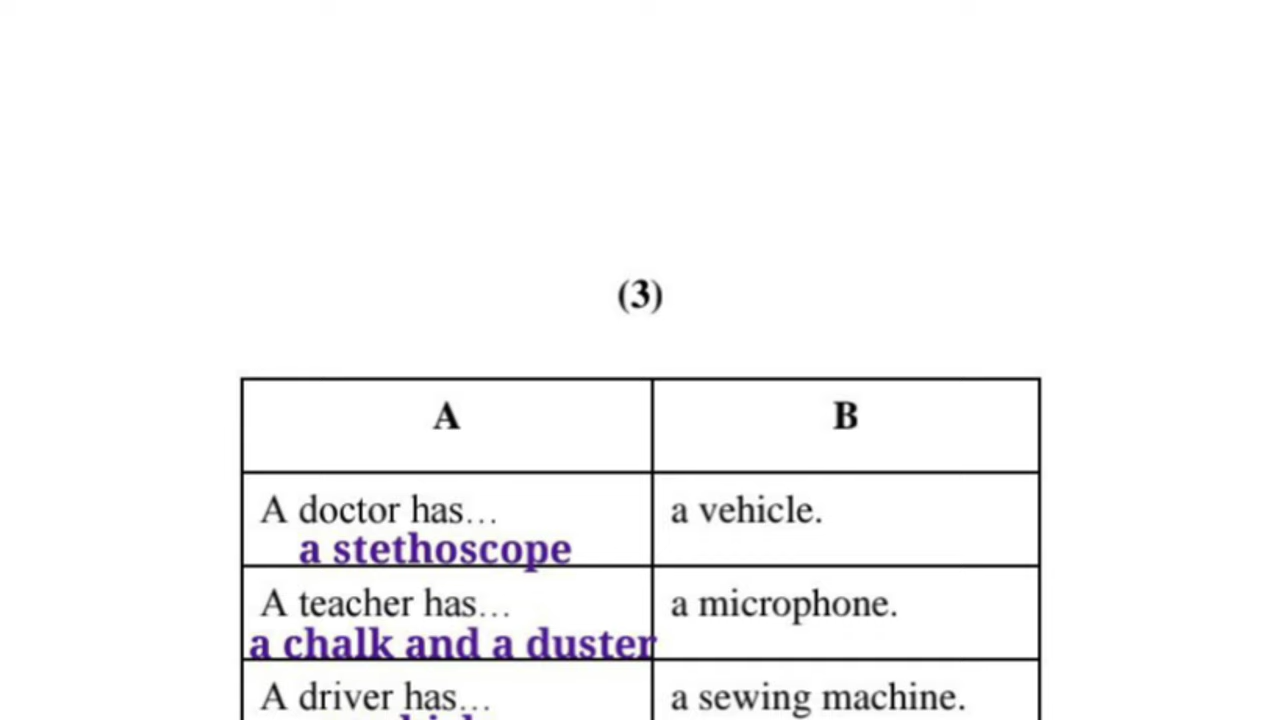 (3)
A B
A doctor has… a vehicle.
a stethoscope
A teacher has… a microphone.
a chalk and a duster
A driver has… a sewing machine.